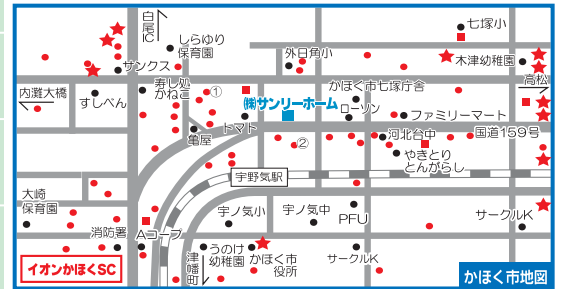 白尾IC
しらゆり
保育園
サンクス
七塚小
外日角小
木津幼稚園
高松
内灘大橋
すしべん
寿し処
かねこ
①
㈱サンリーホーム
かほく市七塚庁舎
ローソン
ファミリーマート
亀屋
トマト
②
河北台中
国道159号
やきとり
とんがらし
宇野気駅
大崎
保育園
消防署
Aコープ
宇ノ気小
宇ノ気中
PFU
サークルK
うのけ
幼稚園
かほく市
役所
サークルK
津幡町
イオンかほくSC
かほく市地図